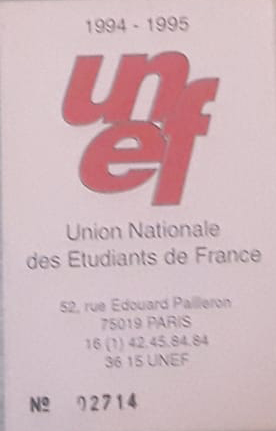 1994 - 1995
unef
Union Nationale
des Etudiants de France
52, rue Edouard Pailleron
75019 PARIS
16 (1) 42.45.84.84
36 15 UNEF
Nº 02714